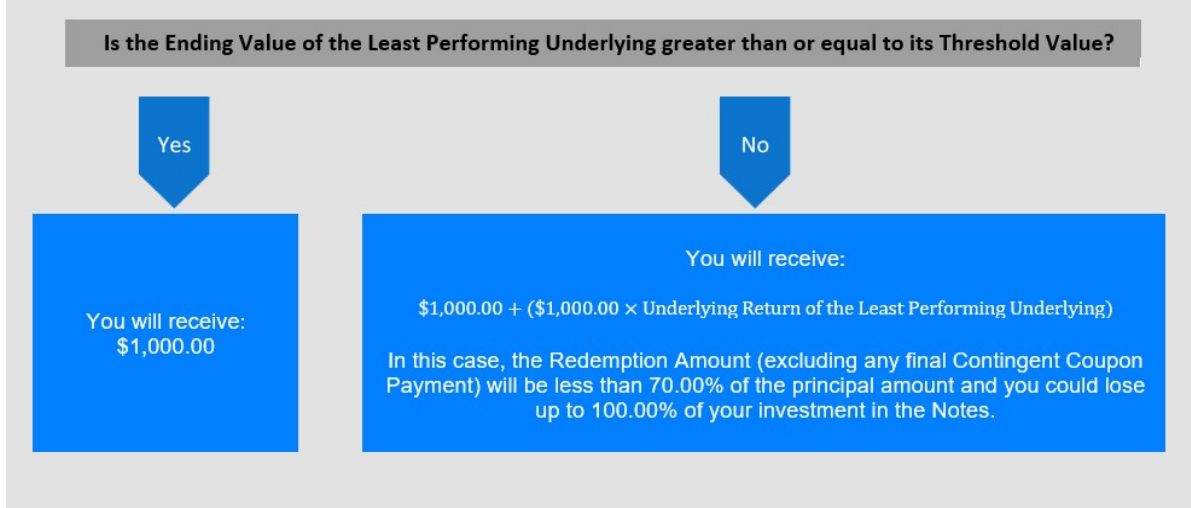 Is the Ending Value of the Least Performing Underlying greater than or equal to its Threshold Value?
Yes
No
You will receive:
$1,000.00
You will receive:
$1,000.00 + ($1,000.00 × Underlying Return of the Least Performing Underlying)
In this case, the Redemption Amount (excluding any final Contingent Coupon
Payment) will be less than 70.00% of the principal amount and you could lose
up to 100.00% of your investment in the Notes.